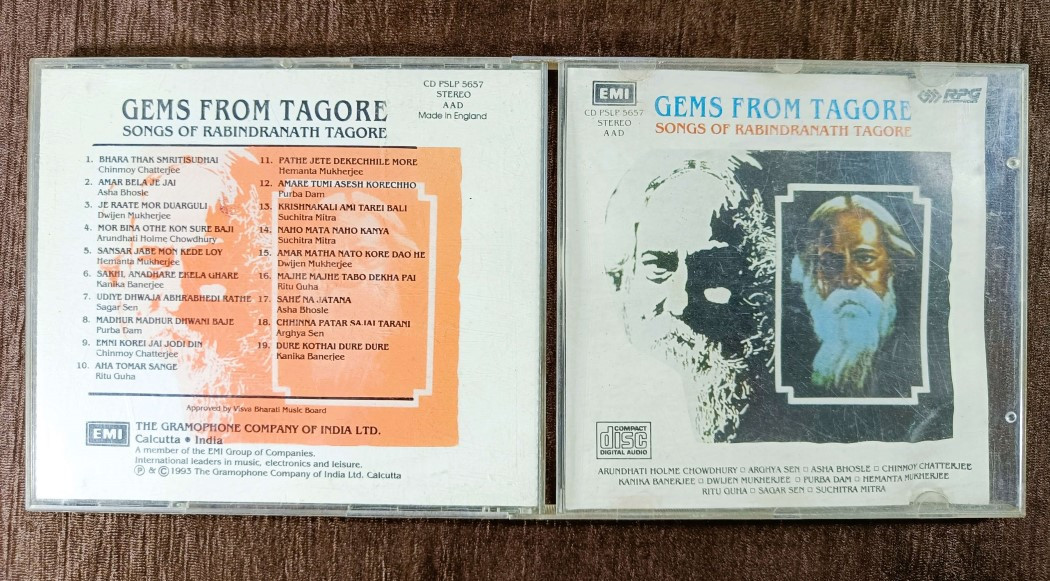 CD PSLP 5657
STEREO
AAD
Made in England
GEMS FROM TAGORE
SONGS OF RABINDRANATH TAGORE
1. BHARA THAK SMRITISUDHAI
Chinmoy Chatterjee
2. AMAR BELA JE JAI
Asha Bhosle
3. JE RAATE MOR DUARGULI
Dwijen Mukherjee
4. MOR BINA OTHE KON SURE BAJI
Arundhati Holme Chowdhury
5. SANSAR JABE MON KEDE LOY
Hemanta Mukherjee
6. SAKHI, ANADHARE EKELA GHARE
Kanika Banerjee
7. UDIYE DHWAJA ABHRABHEDI RATHE
Sagar Sen
8. MADHUR MADHUR DHWANI BAJE
Purba Dam
9. EMNI KOREI JAI JODI DIN
Chinmoy Chatterjee
10. AHA TOMAR SANGE
Ritu Guha
11. PATHE JETE DEKECHHILE MORE
Hemanta Mukherjee
12. AMARE TUMI ASESH KORECHHO
Purba Dam
13. KRISHNAKALI AMI TAREI BALI
Suchitra Mitra
14. NAHO MATA NAHO KANYA
Suchitra Mitra
15. AMAR MATHA NATO KORE DAO HE
Dwijen Mukherjee
16. MAJHE MAJHE TABO DEKHA PAI
Ritu Guha
17. SAHE NA JATANA
Asha Bhosle
18. CHHINNA PATAR SAJAI TARANI
Arghya Sen
19. DURE KOTHAI DURE DURE
Kanika Banerjee
Approved by Visva Bharati Music Board
EMI
THE GRAMOPHONE COMPANY OF INDIA LTD.
Calcutta • India
A member of the EMI Group of Companies.
International leaders in music, electronics and leisure.
Ⓟ & © 1993 The Gramophone Company of India Ltd. Calcutta
EMI
CD PSLP 5657
STEREO
AAD
GEMS FROM TAGORE
SONGS OF RABINDRANATH TAGORE
RPG
ENTERPRISES
COMPACT
disc
DIGITAL AUDIO
ARUNDHATI HOLME CHOWDHURY □ ARGHYA SEN □ ASHA BHOSLE □ CHINMOY CHATTERJEE
KANIKA BANERJEE □ DWIJEN MUKHERJEE □ PURBA DAM □ HEMANTA MUKHERJEE
RITU GUHA □ SAGAR SEN □ SUCHITRA MITRA